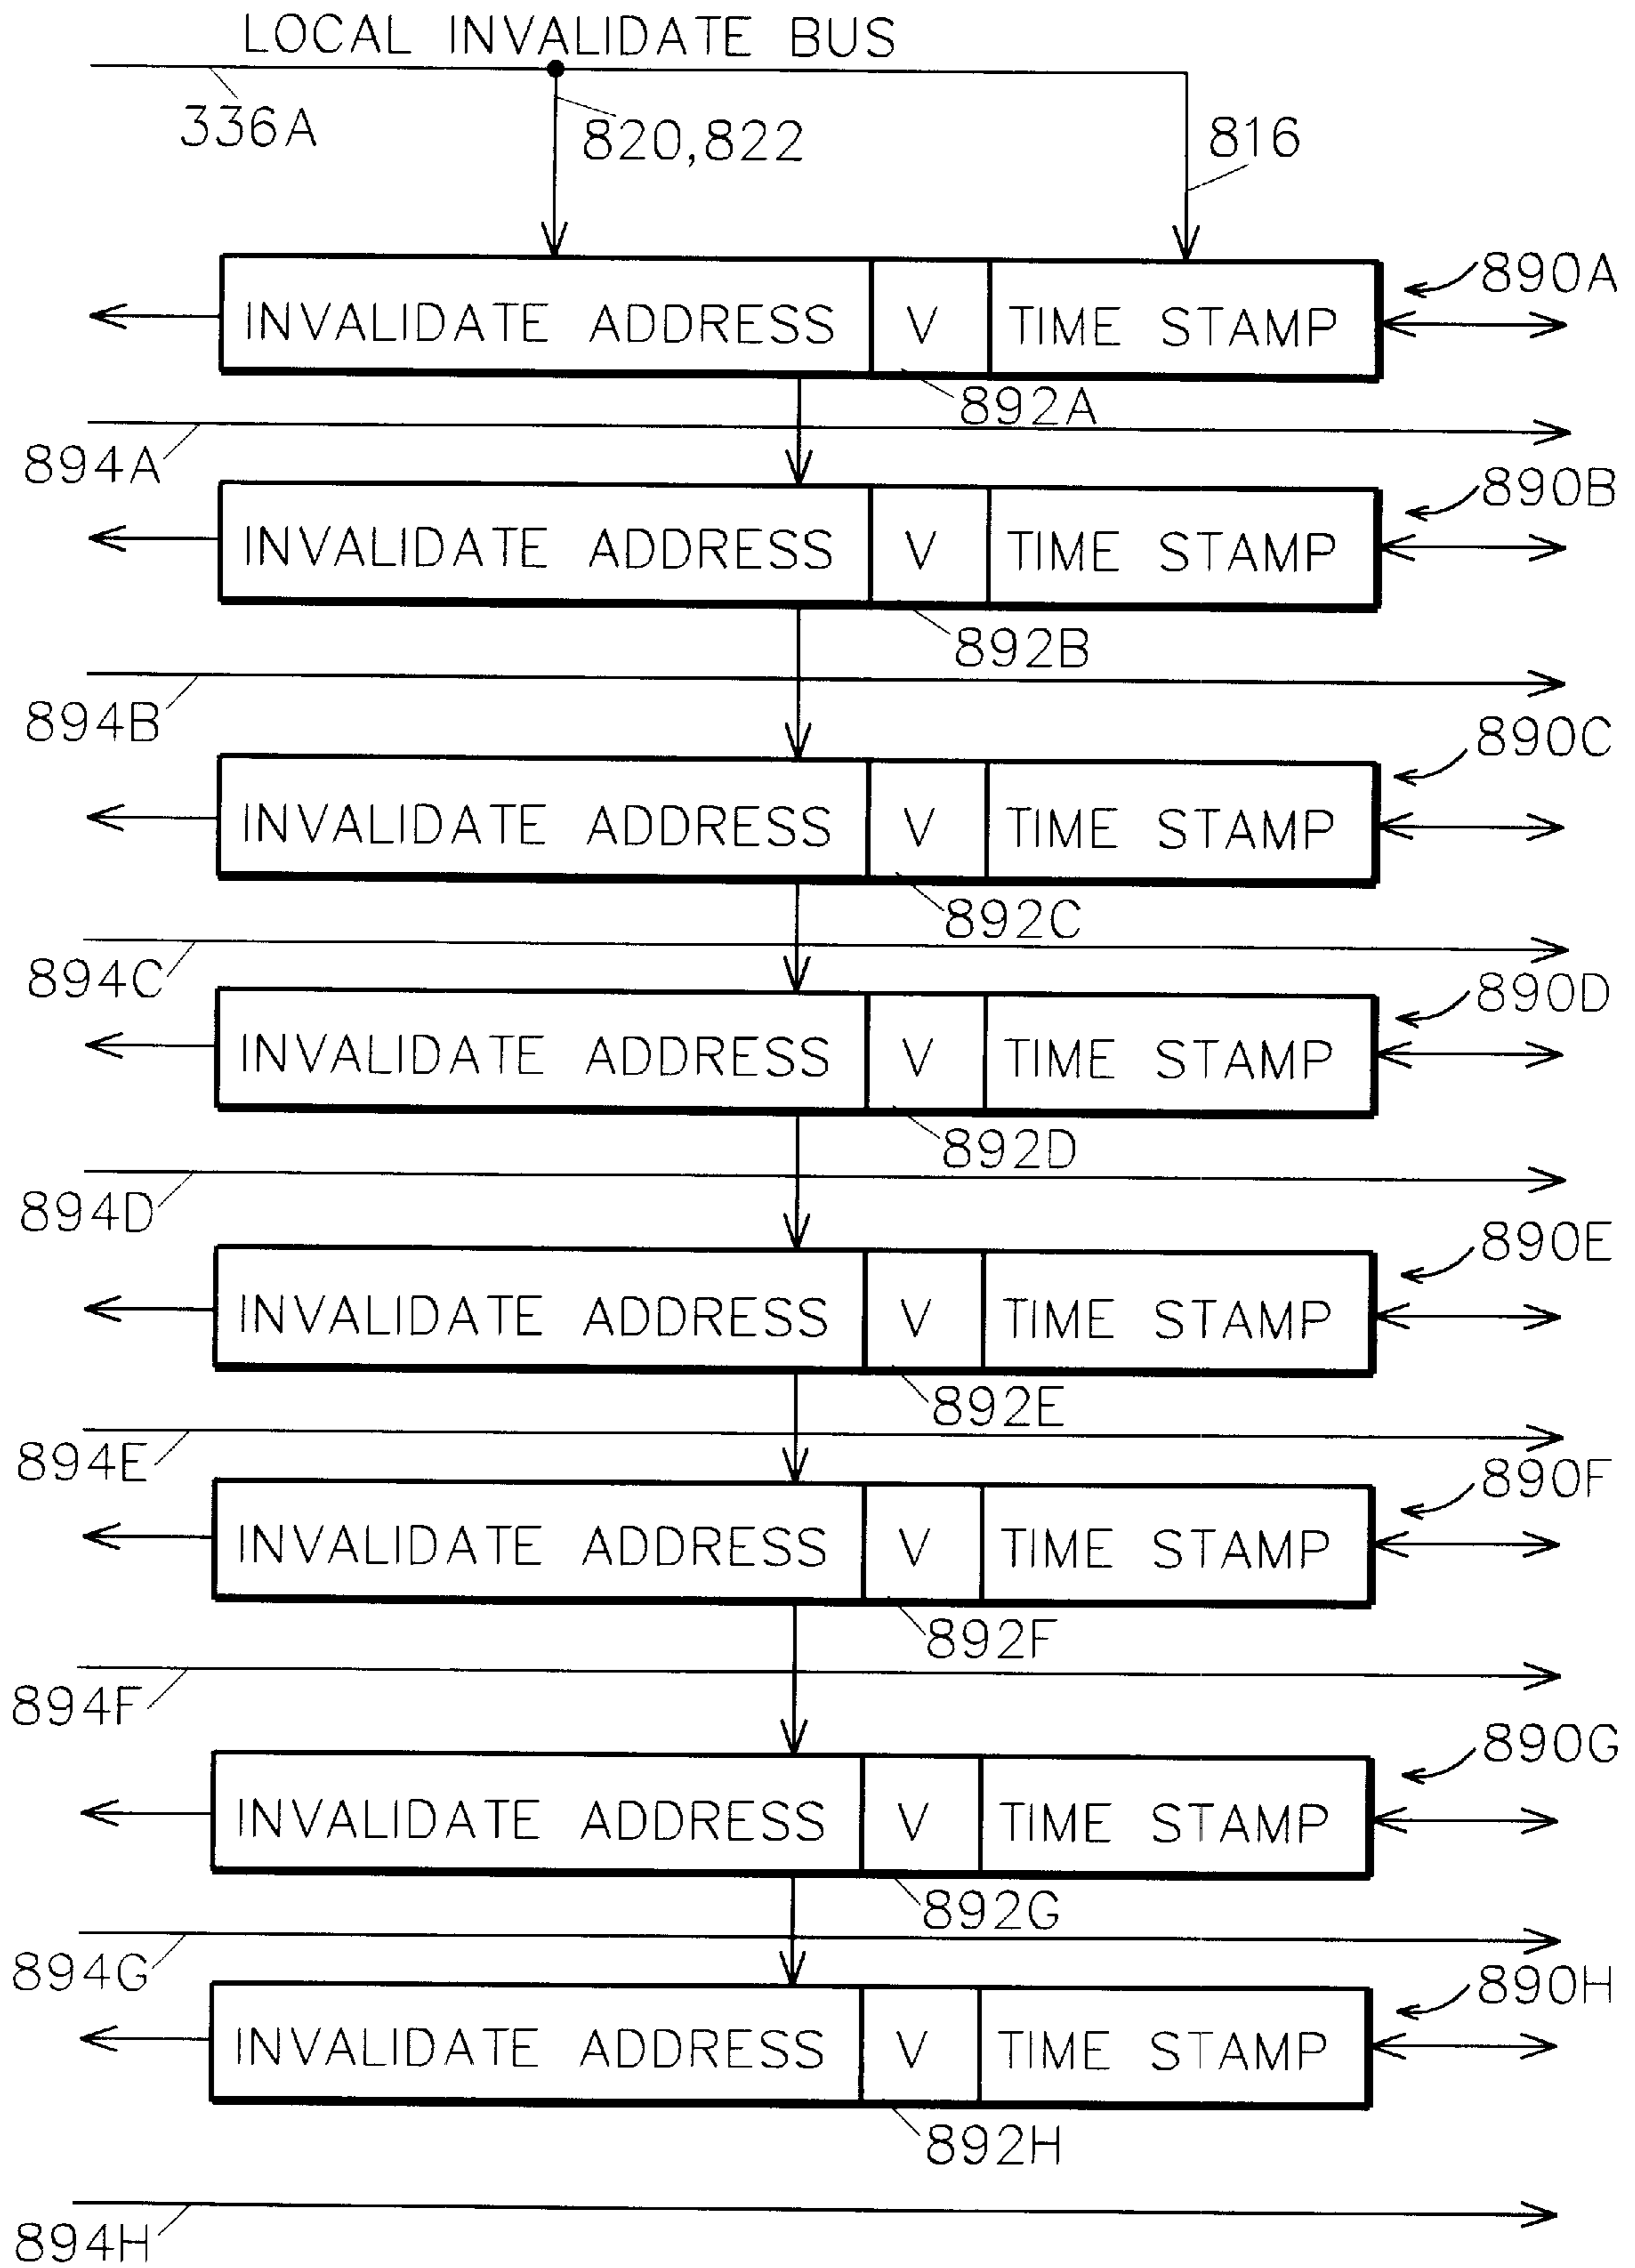 LOCAL INVALIDATE BUS
336A
820,822
816
890A
INVALIDATE ADDRESS V TIME STAMP
892A
894A
890B
INVALIDATE ADDRESS V TIME STAMP
892B
894B
890C
INVALIDATE ADDRESS V TIME STAMP
892C
894C
890D
INVALIDATE ADDRESS V TIME STAMP
892D
894D
890E
INVALIDATE ADDRESS V TIME STAMP
892E
894E
890F
INVALIDATE ADDRESS V TIME STAMP
892F
894F
890G
INVALIDATE ADDRESS V TIME STAMP
892G
894G
890H
INVALIDATE ADDRESS V TIME STAMP
892H
894H